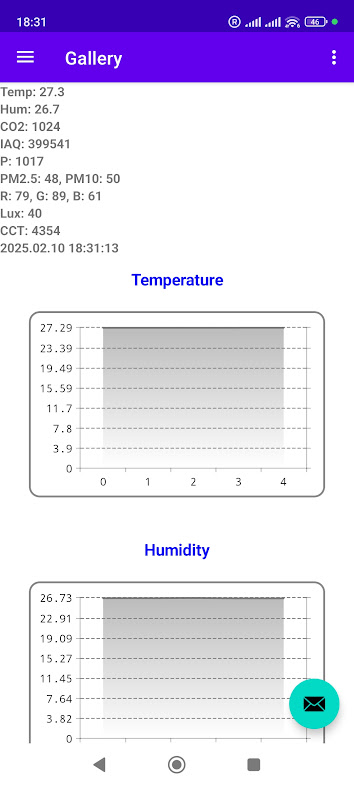 18:31
R
46
Gallery
Temp: 27.3
Hum: 26.7
CO2: 1024
IAQ: 399541
P: 1017
PM2.5: 48, PM10: 50
R: 79, G: 89, B: 61
Lux: 40
CCT: 4354
2025.02.10 18:31:13
Temperature
27.29
23.39
19.49
15.59
11.7
7.8
3.9
0
0 1 2 3 4
Humidity
26.73
22.91
19.09
15.27
11.45
7.64
3.82
0